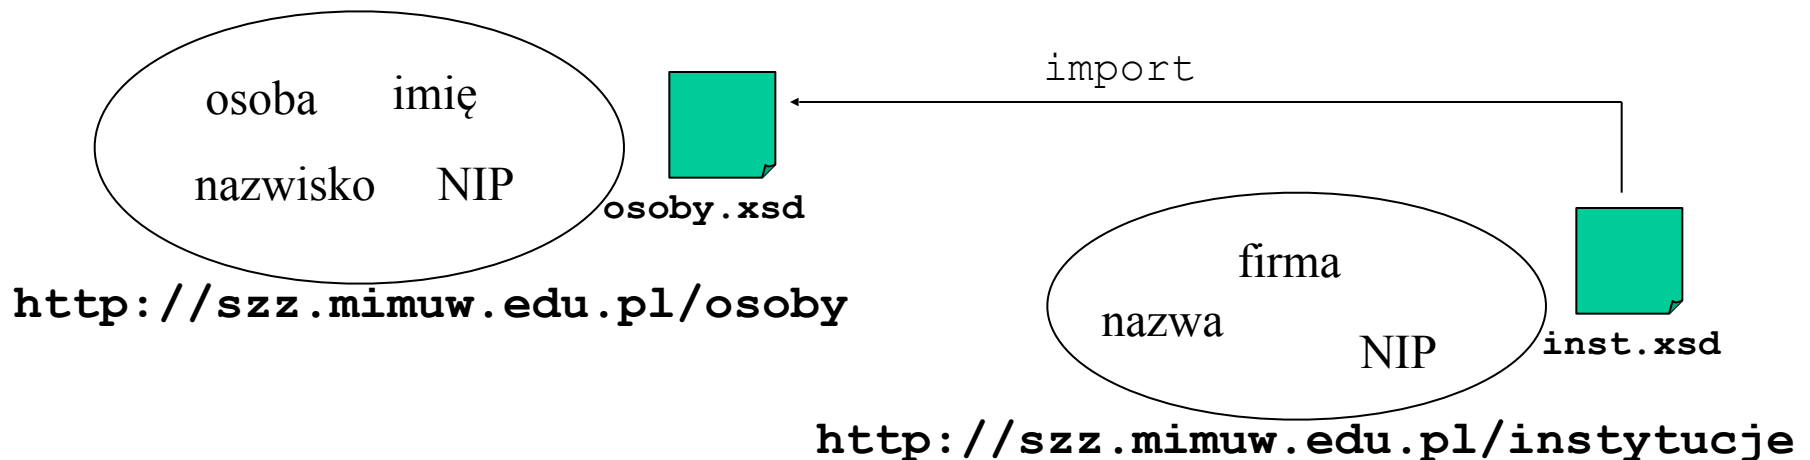 import
osoba imię
nazwisko NIP
osoby.xsd
http://szz.mimuw.edu.pl/osoby
firma
nazwa
NIP
inst.xsd
http://szz.mimuw.edu.pl/instytucje